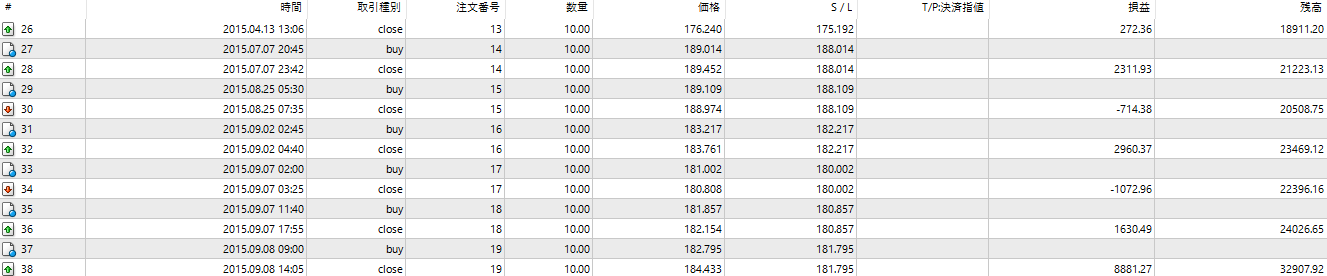 # 時間 取引種別 注文番号 数量 価格 S / L T/P:決済指値 損益 残高
26 2015.04.13 13:06 close 13 10.00 176.240 175.192 272.36 18911.20
27 2015.07.07 20:45 buy 14 10.00 189.014 188.014
28 2015.07.07 23:42 close 14 10.00 189.452 188.014 2311.93 21223.13
29 2015.08.25 05:30 buy 15 10.00 189.109 188.109
30 2015.08.25 07:35 close 15 10.00 188.974 188.109 -714.38 20508.75
31 2015.09.02 02:45 buy 16 10.00 183.217 182.217
32 2015.09.02 04:40 close 16 10.00 183.761 182.217 2960.37 23469.12
33 2015.09.07 02:00 buy 17 10.00 181.002 180.002
34 2015.09.07 03:25 close 17 10.00 180.808 180.002 -1072.96 22396.16
35 2015.09.07 11:40 buy 18 10.00 181.857 180.857
36 2015.09.07 17:55 close 18 10.00 182.154 180.857 1630.49 24026.65
37 2015.09.08 09:00 buy 19 10.00 182.795 181.795
38 2015.09.08 14:05 close 19 10.00 184.433 181.795 8881.27 32907.92